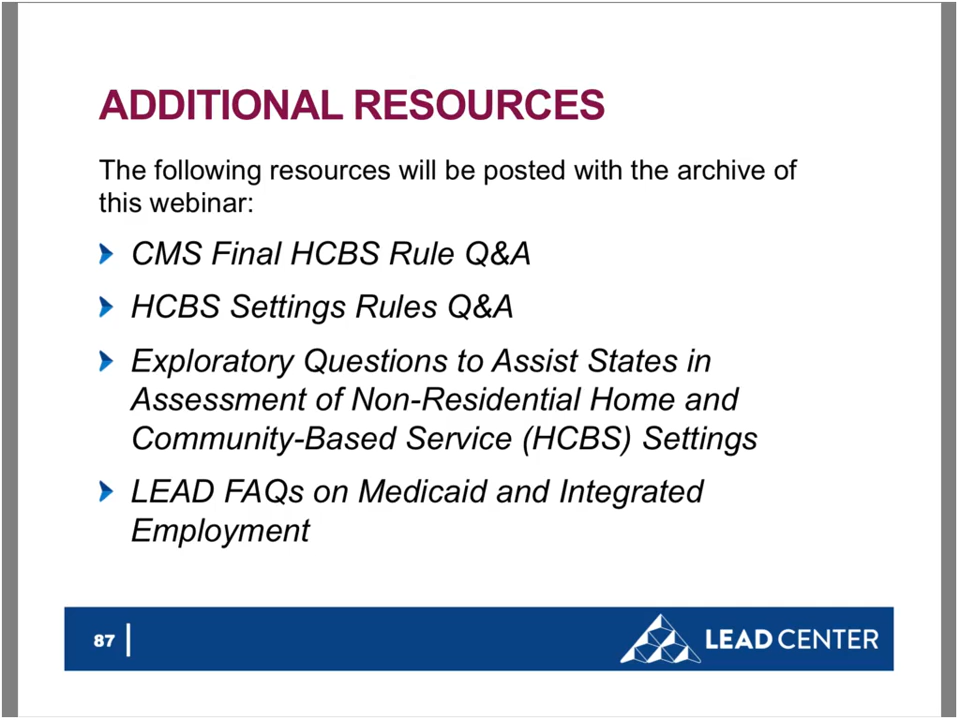 ADDITIONAL RESOURCES
The following resources will be posted with the archive of
this webinar:
CMS Final HCBS Rule Q&A
HCBS Settings Rules Q&A
Exploratory Questions to Assist States in
Assessment of Non-Residential Home and
Community-Based Service (HCBS) Settings
LEAD FAQs on Medicaid and Integrated
Employment
87
LEAD CENTER